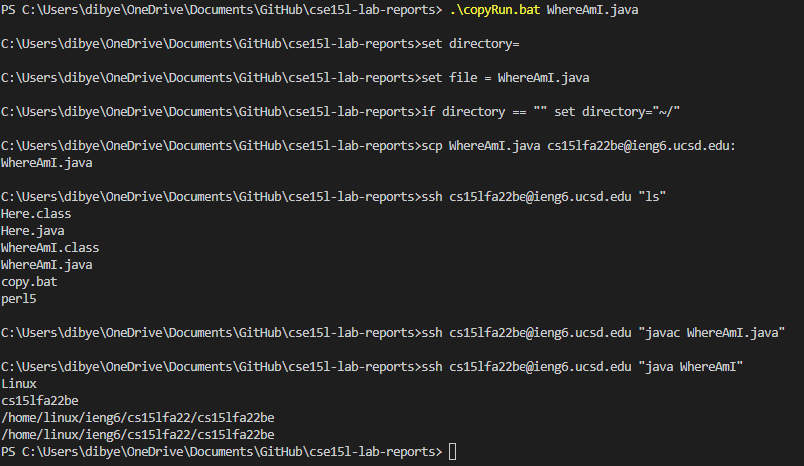 PS C:\Users\dibye\OneDrive\Documents\GitHub\cse15l-lab-reports> .\copyRun.bat WhereAmI.java
C:\Users\dibye\OneDrive\Documents\GitHub\cse15l-lab-reports>set directory=
C:\Users\dibye\OneDrive\Documents\GitHub\cse15l-lab-reports>set file = WhereAmI.java
C:\Users\dibye\OneDrive\Documents\GitHub\cse15l-lab-reports>if directory == "" set directory="~/"
C:\Users\dibye\OneDrive\Documents\GitHub\cse15l-lab-reports>scp WhereAmI.java cs15lfa22be@ieng6.ucsd.edu:
WhereAmI.java
C:\Users\dibye\OneDrive\Documents\GitHub\cse15l-lab-reports>ssh cs15lfa22be@ieng6.ucsd.edu "ls"
Here.class
Here.java
WhereAmI.class
WhereAmI.java
copy.bat
perl5
C:\Users\dibye\OneDrive\Documents\GitHub\cse15l-lab-reports>ssh cs15lfa22be@ieng6.ucsd.edu "javac WhereAmI.java"
C:\Users\dibye\OneDrive\Documents\GitHub\cse15l-lab-reports>ssh cs15lfa22be@ieng6.ucsd.edu "java WhereAmI"
Linux
cs15lfa22be
/home/linux/ieng6/cs15lfa22/cs15lfa22be
/home/linux/ieng6/cs15lfa22/cs15lfa22be
PS C:\Users\dibye\OneDrive\Documents\GitHub\cse15l-lab-reports>